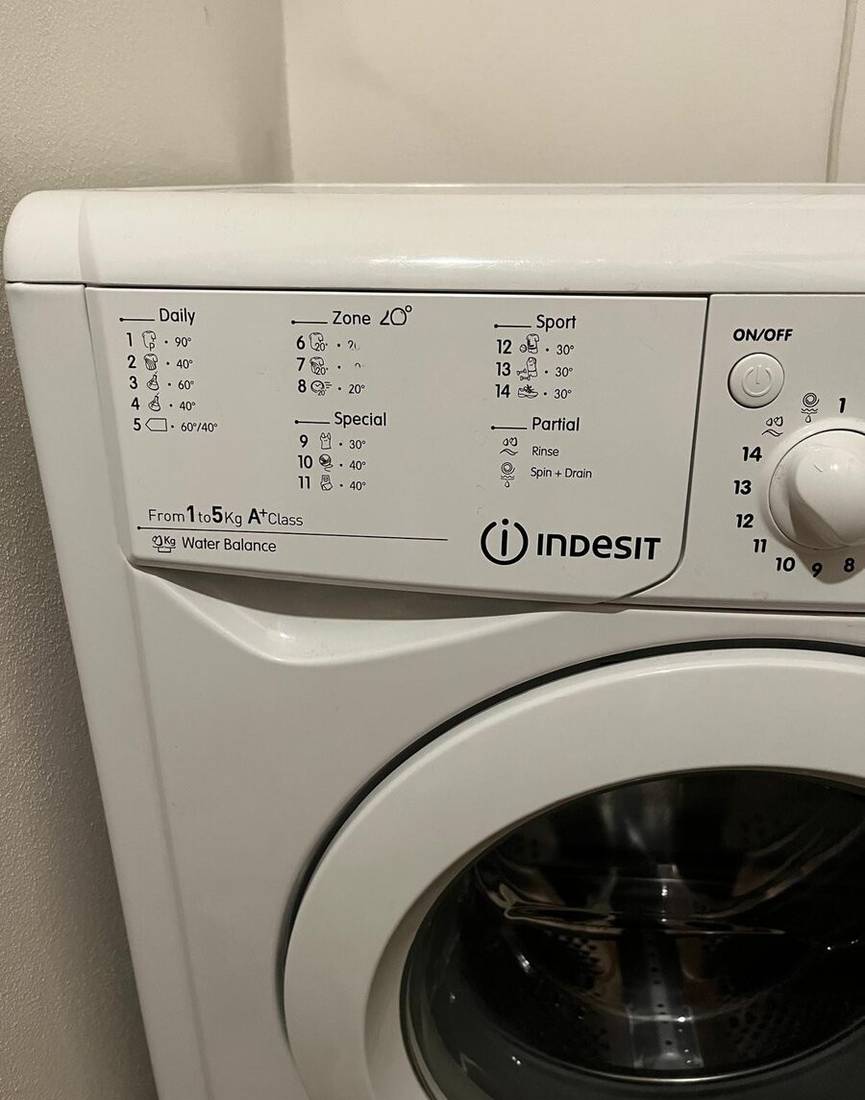 Daily
1 · 90°
2 · 40°
3 · 60°
4 · 40°
5 · 60°/40°
Zone 20°
6 20° ·
7 20° ·
8 20° · 20°
Special
9 · 30°
10 · 40°
11 · 40°
Sport
12 · 30°
13 · 30°
14 · 30°
Partial
Rinse
Spin + Drain
From 1 to 5 Kg A+ Class
Kg Water Balance
INDESIT
ON/OFF
1
14
13
12
11
10
9
8